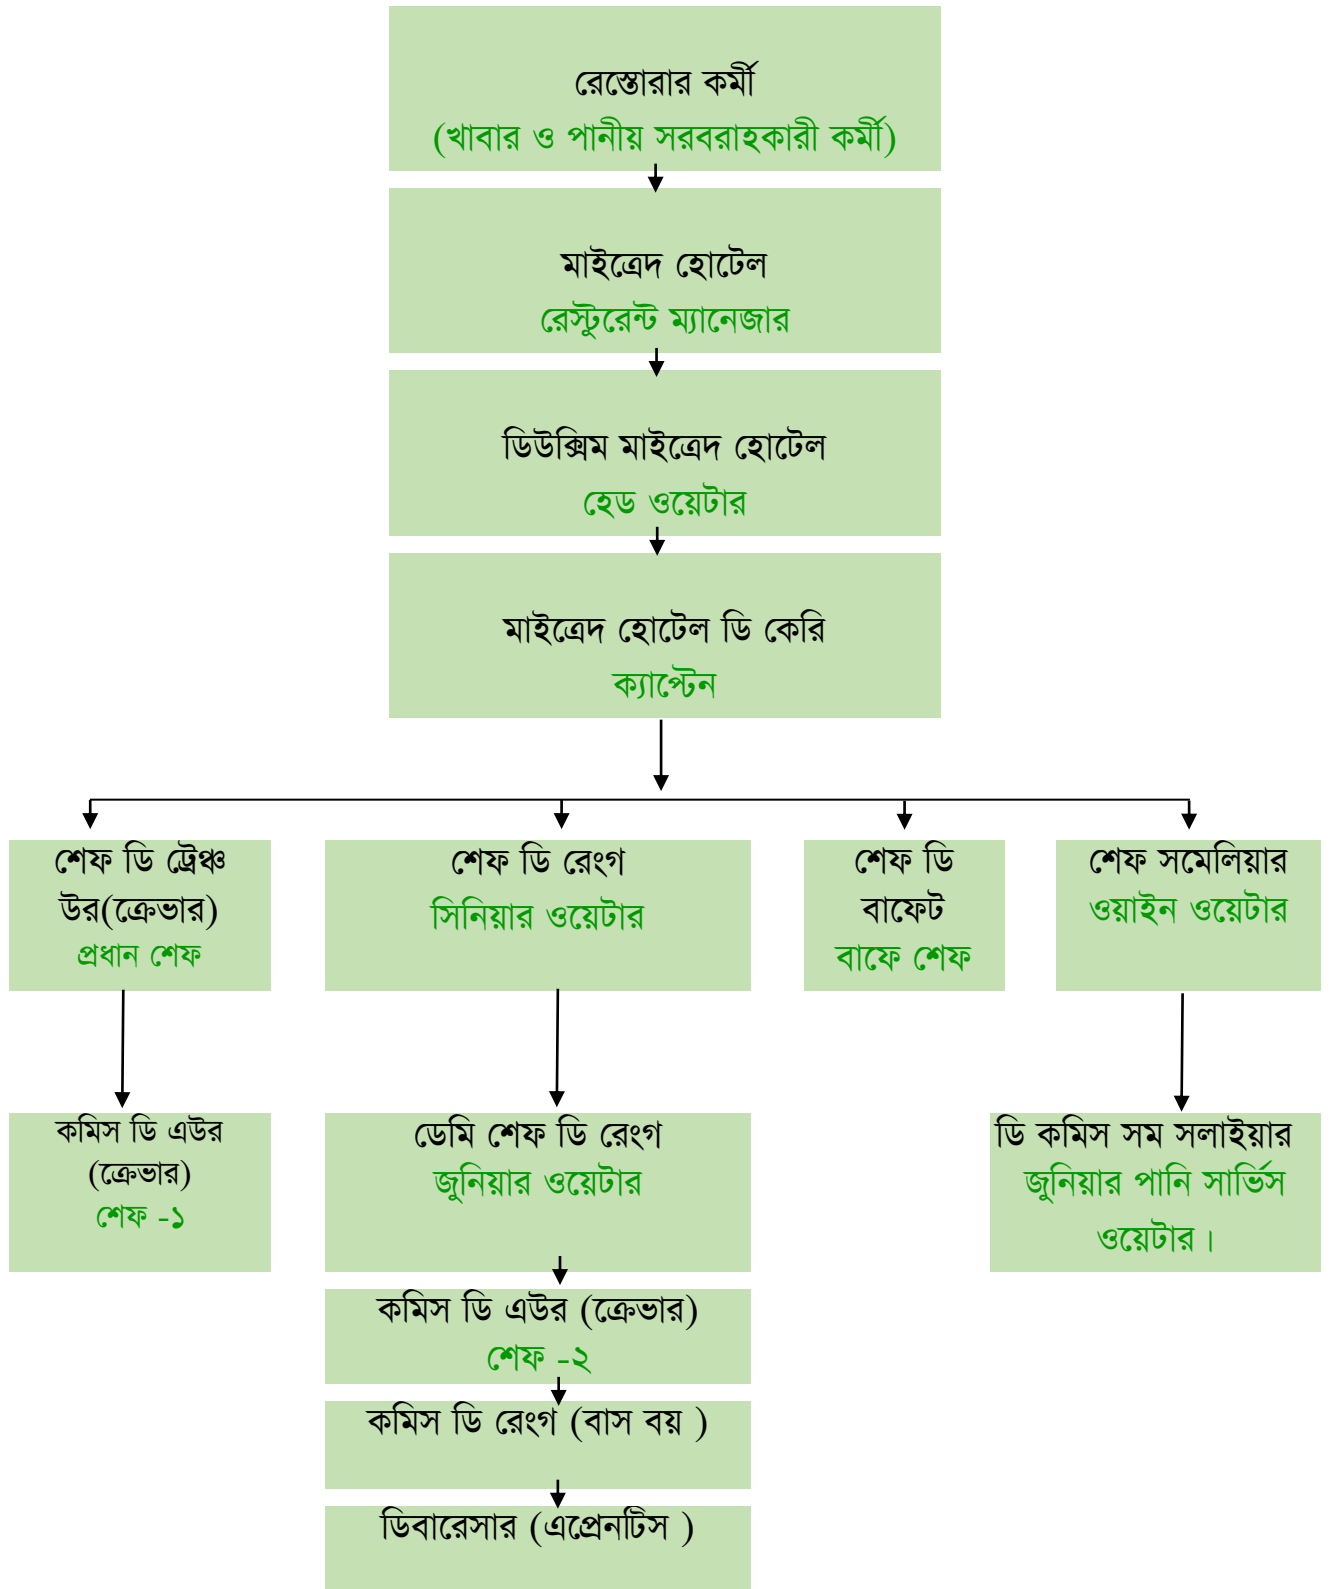 রেস্তোরার কর্মী
(খাবার ও পানীয় সরবরাহকারী কর্মী)
মাইত্রেদ হোটেল
রেস্টুরেন্ট ম্যানেজার
ডিউক্সিম মাইত্রেদ হোটেল
হেড ওয়েটার
মাইত্রেদ হোটেল ডি কেরি
ক্যাপ্টেন
শেফ ডি ট্রেঞ্চ
উর(ক্রেভার)
প্রধান শেফ
শেফ ডি রেংগ
সিনিয়ার ওয়েটার
শেফ ডি
বাফেট
বাফে শেফ
শেফ সমেলিয়ার
ওয়াইন ওয়েটার
কমিস ডি এউর
(ক্রেভার)
শেফ -১
ডেমি শেফ ডি রেংগ
জুনিয়ার ওয়েটার
ডি কমিস সম সলাইয়ার
জুনিয়ার পানি সার্ভিস
ওয়েটার।
কমিস ডি এউর (ক্রেভার)
শেফ -২
কমিস ডি রেংগ (বাস বয় )
ডিবারেসার (এপ্রেনটিস )